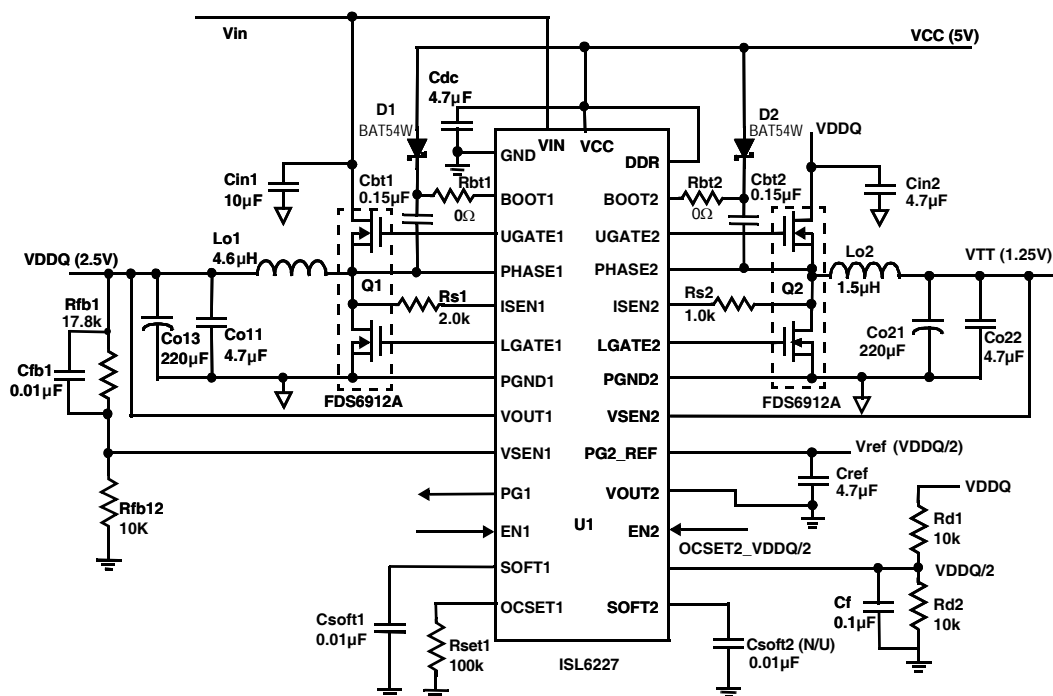 Vin
VCC (5V)
Cdc
4.7µF
D1
BAT54W
D2
BAT54W
VDDQ
VIN
VCC
GND
DDR
Cin1
10µF
Cbt1
0.15µF
Rbt1
0Ω
BOOT1
BOOT2
Rbt2
0Ω
Cbt2
0.15µF
Cin2
4.7µF
UGATE1
UGATE2
Lo1
4.6µH
VDDQ (2.5V)
PHASE1
PHASE2
Lo2
1.5µH
VTT (1.25V)
Q1
Q2
Rs1
2.0k
ISEN1
ISEN2
Rs2
1.0k
Rfb1
17.8k
Co13
220µF
Co11
4.7µF
LGATE1
LGATE2
Co21
220µF
Co22
4.7µF
Cfb1
0.01µF
PGND1
PGND2
FDS6912A
FDS6912A
VOUT1
VSEN2
VSEN1
PG2_REF
Vref (VDDQ/2)
Cref
4.7µF
PG1
VOUT2
VDDQ
Rfb12
10K
U1
EN1
EN2
OCSET2_VDDQ/2
Rd1
10k
SOFT1
VDDQ/2
OCSET1
SOFT2
Cf
0.1µF
Rd2
10k
Csoft1
0.01µF
Rset1
100k
Csoft2 (N/U)
0.01µF
ISL6227